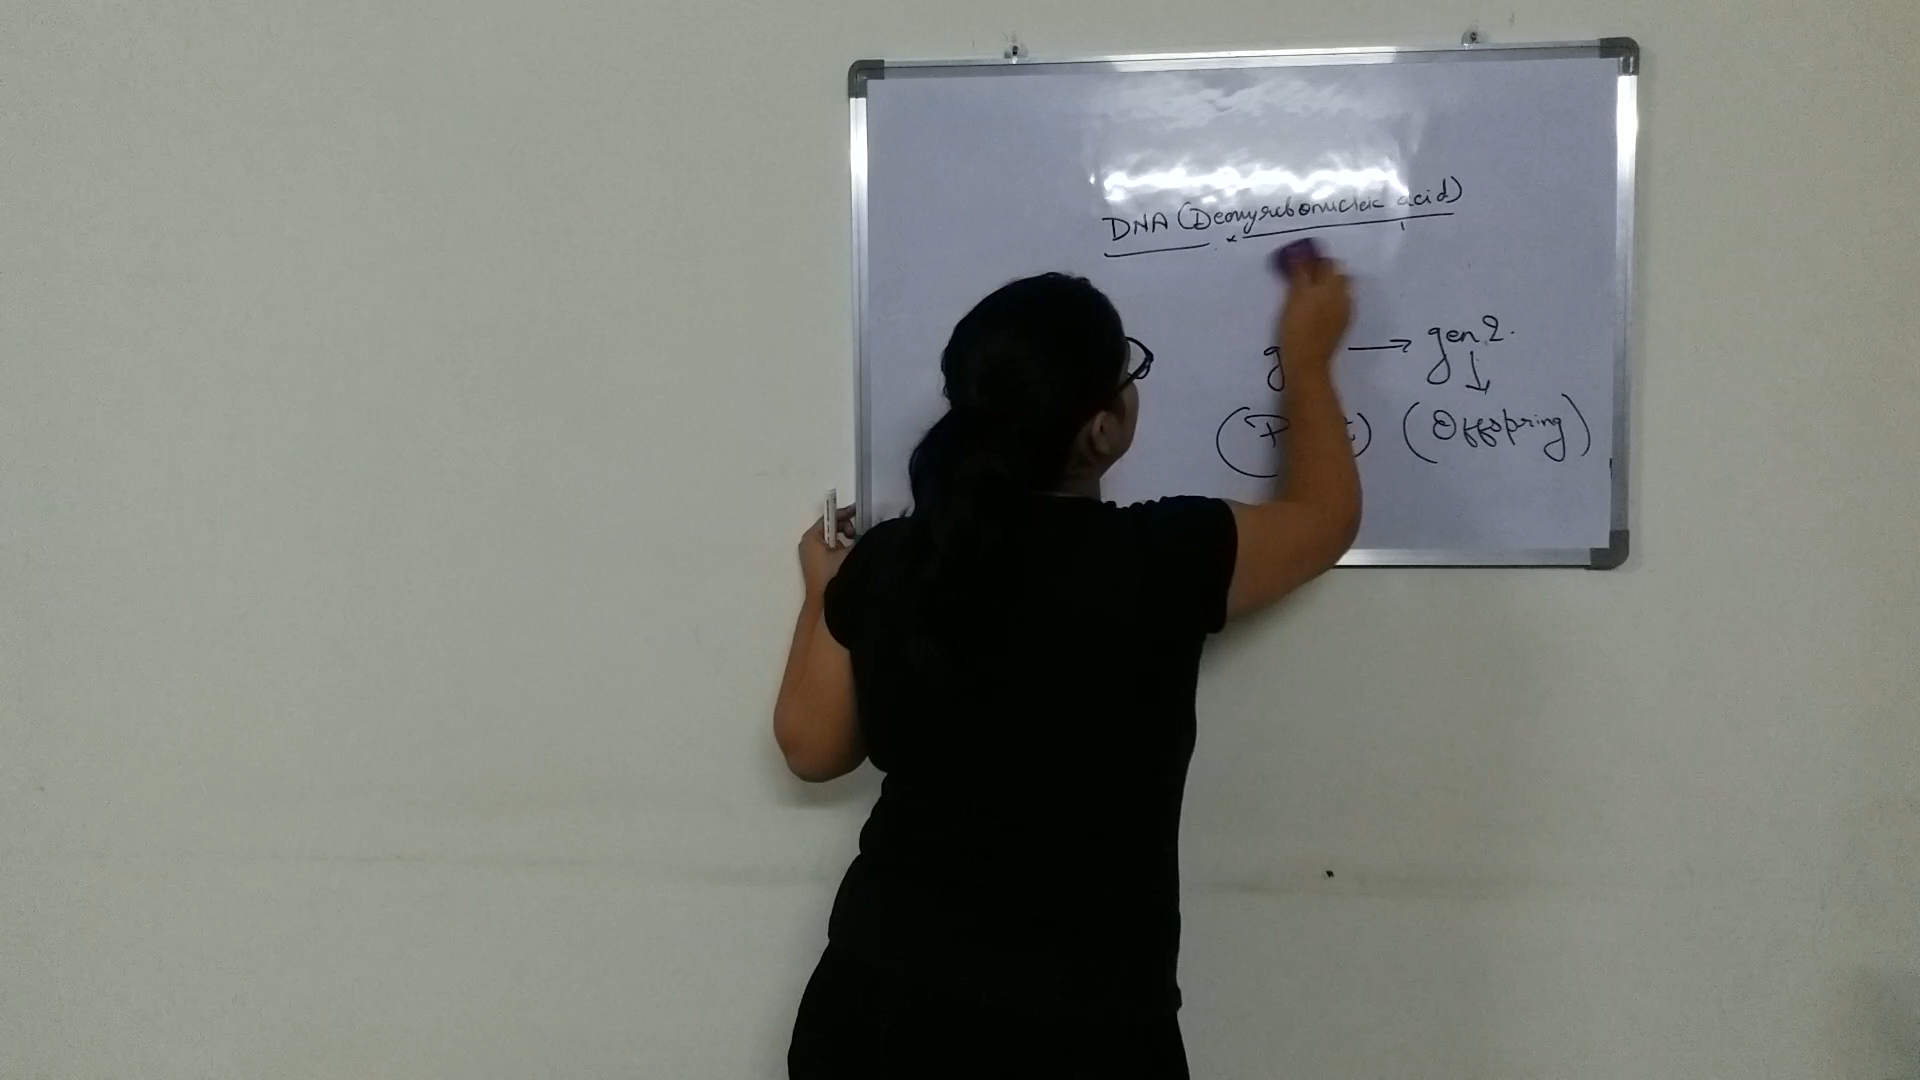 DNA (Deoxyribonucleic acid)
g → gen 2.
(P t) (Offspring)